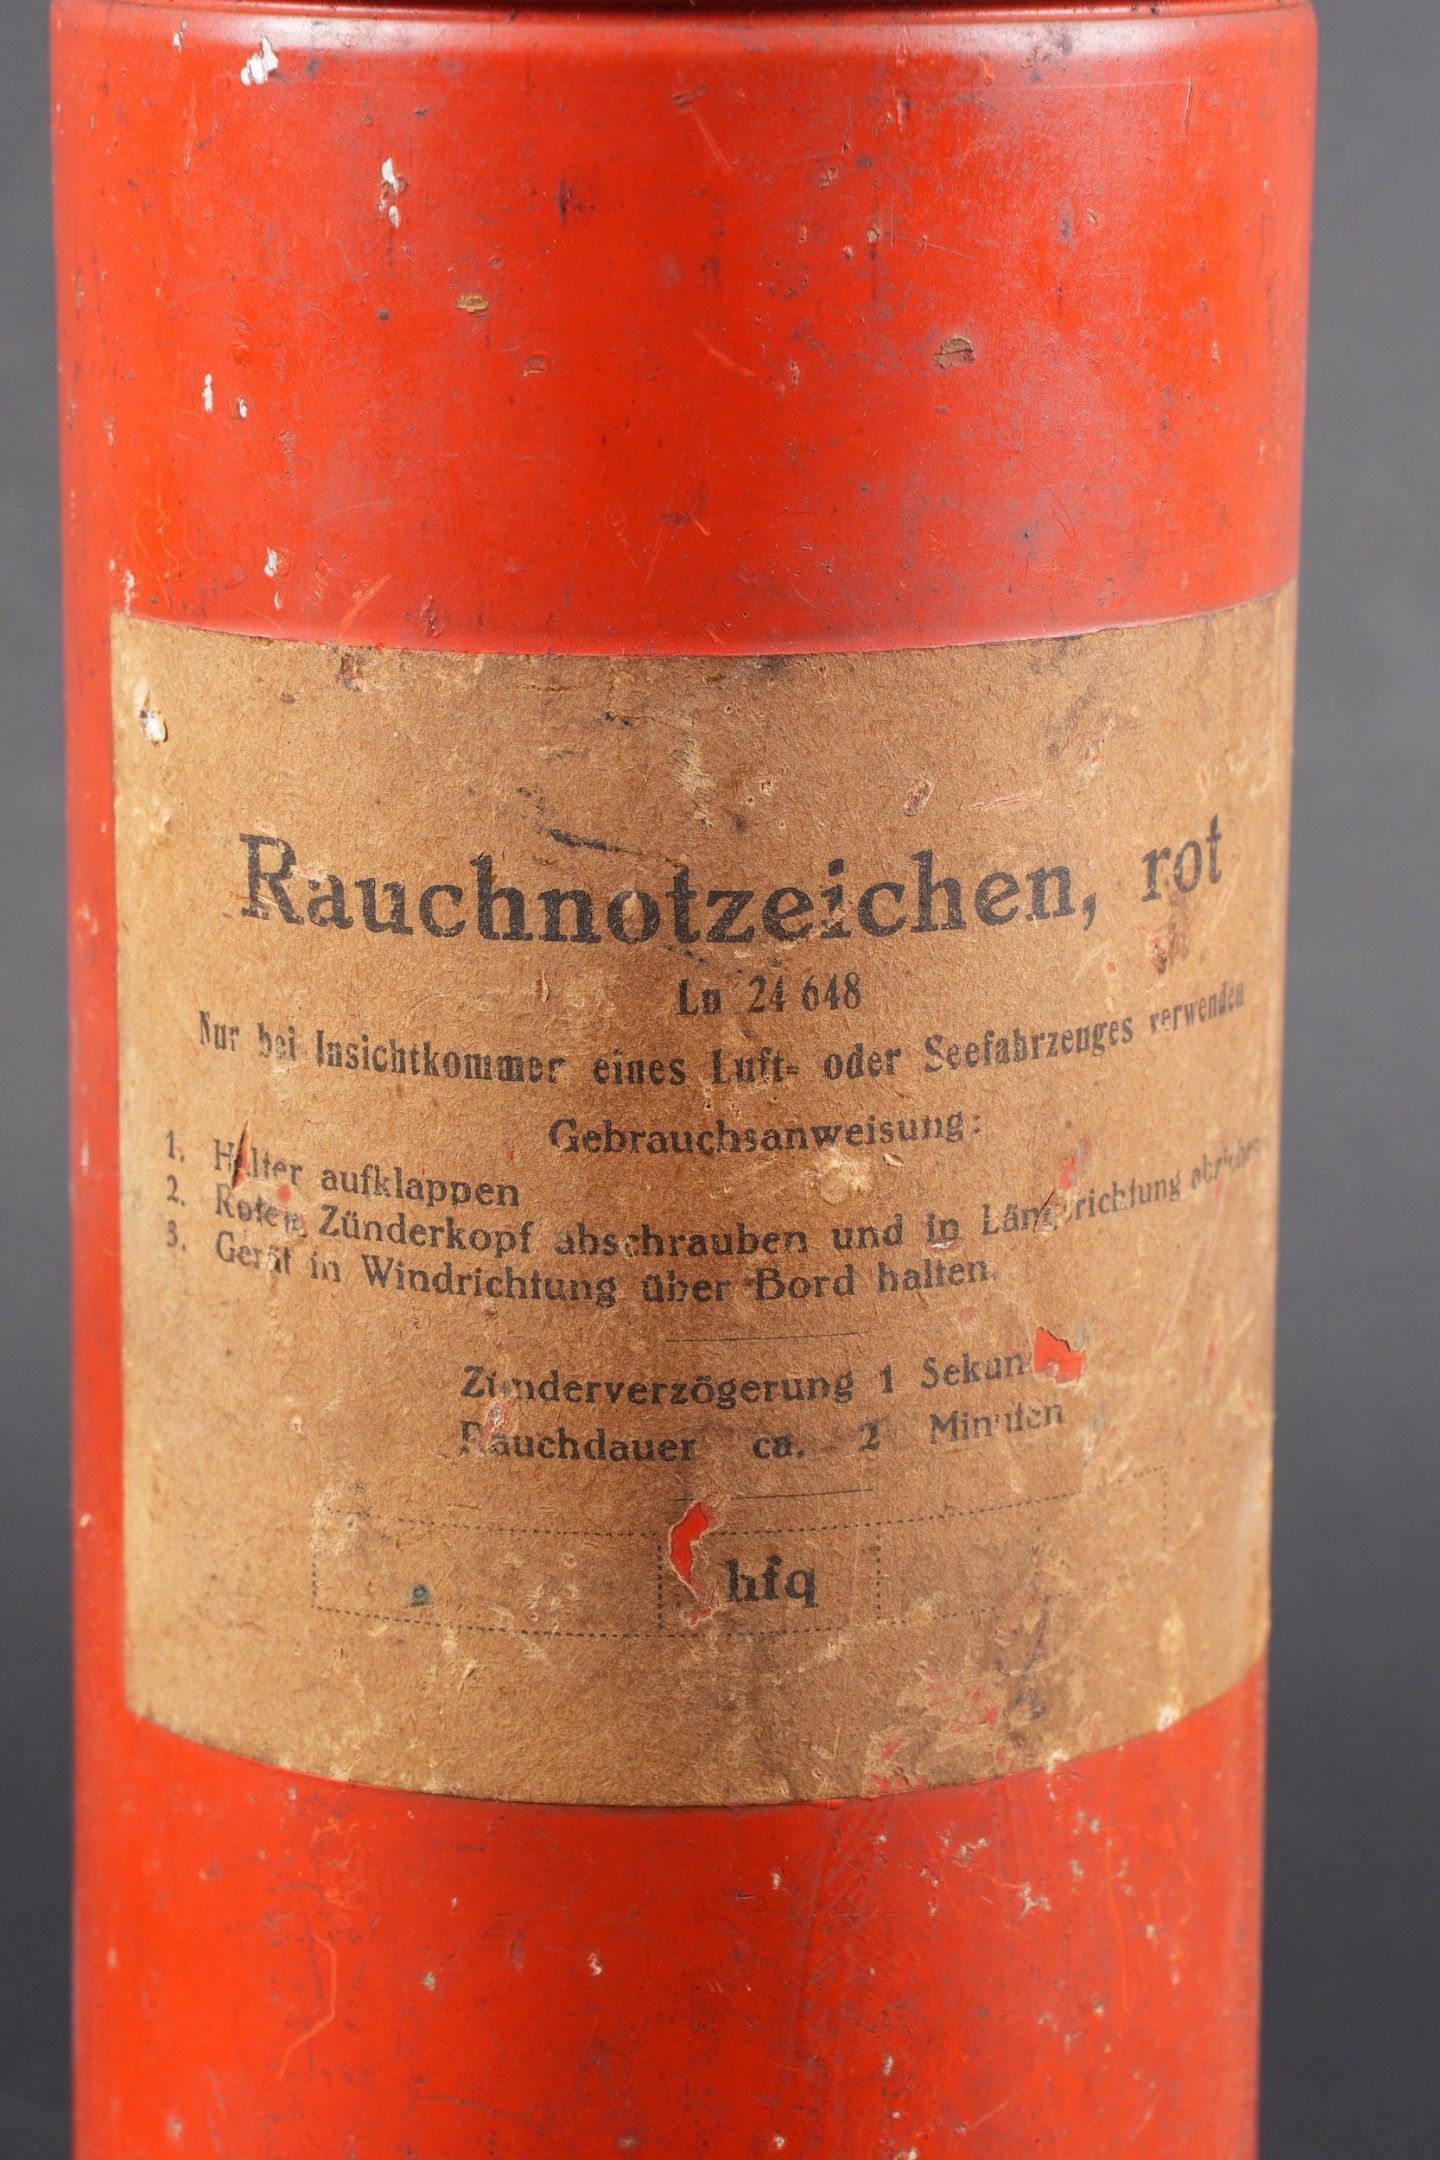 Rauchnotzeichen, rot
Ln 24 648
Nur bei Insichtkommen eines Luft= oder Seefahrzeuges verwenden
Gebrauchsanweisung:
1. Halter aufklappen
2. Roten Zünderkopf abschrauben und in Längsrichtung abziehen
3. Gerät in Windrichtung über Bord halten.
Zünderverzögerung 1
Rauchdauer ca. 2 Minuten
hfq